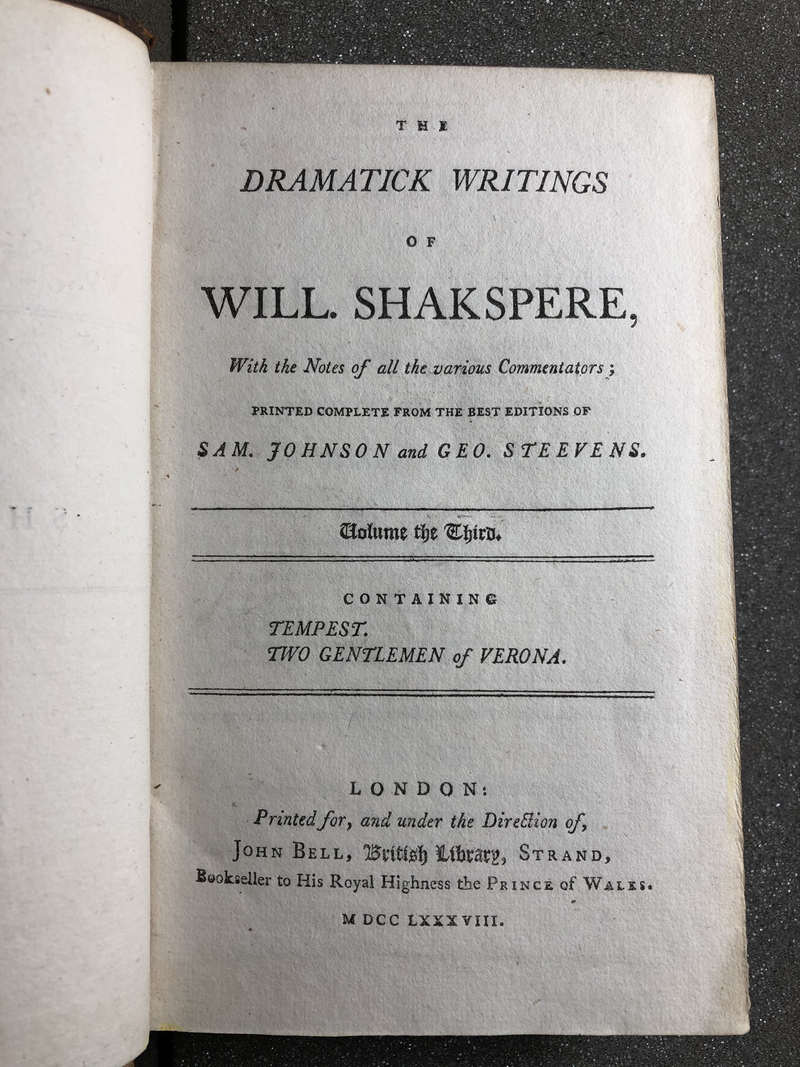 THE
DRAMATICK WRITINGS
OF
WILL. SHAKSPERE,
With the Notes of all the various Commentators;
PRINTED COMPLETE FROM THE BEST EDITIONS OF
SAM. JOHNSON and GEO. STEEVENS.
Volume the Third.
CONTAINING
TEMPEST.
TWO GENTLEMEN of VERONA.
LONDON:
Printed for, and under the Direction of,
JOHN BELL, British Library, STRAND,
Bookseller to His Royal Highness the PRINCE of WALES.
M DCC LXXXVIII.